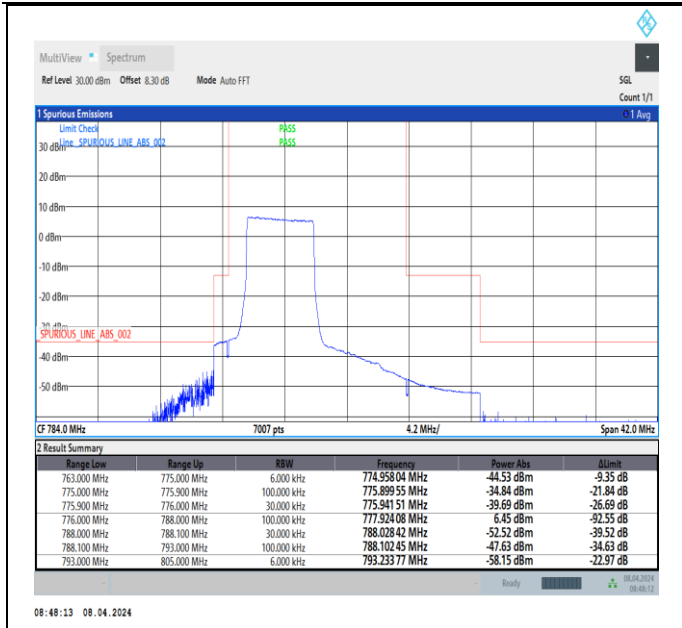 MultiView Spectrum
Ref Level 30.00 dBm Offset 8.30 dB Mode Auto FFT SGL
Count 1/1
1 Spurious Emissions 1 Avg
Limit Check PASS
Line _SPURIOUS_LINE_ABS_002 PASS
30 dBm
20 dBm
10 dBm
0 dBm
-10 dBm
-20 dBm
-30 dBm
_SPURIOUS_LINE_ABS_002
-40 dBm
-50 dBm
CF 784.0 MHz 7007 pts 4.2 MHz/ Span 42.0 MHz
2 Result Summary
Range Low Range Up RBW Frequency Power Abs ΔLimit
763.000 MHz 775.000 MHz 6.000 kHz 774.95804 MHz -44.53 dBm -9.35 dB
775.000 MHz 775.900 MHz 100.000 kHz 775.89955 MHz -34.84 dBm -21.84 dB
775.900 MHz 776.000 MHz 30.000 kHz 775.94151 MHz -39.69 dBm -26.69 dB
776.000 MHz 788.000 MHz 100.000 kHz 777.92408 MHz 6.45 dBm -92.55 dB
788.000 MHz 788.100 MHz 30.000 kHz 788.02842 MHz -52.52 dBm -39.52 dB
788.100 MHz 793.000 MHz 100.000 kHz 788.10245 MHz -47.63 dBm -34.63 dB
793.000 MHz 805.000 MHz 6.000 kHz 793.23377 MHz -58.15 dBm -22.97 dB
Ready 08.04.2024
08:48:12
08:48:13 08.04.2024